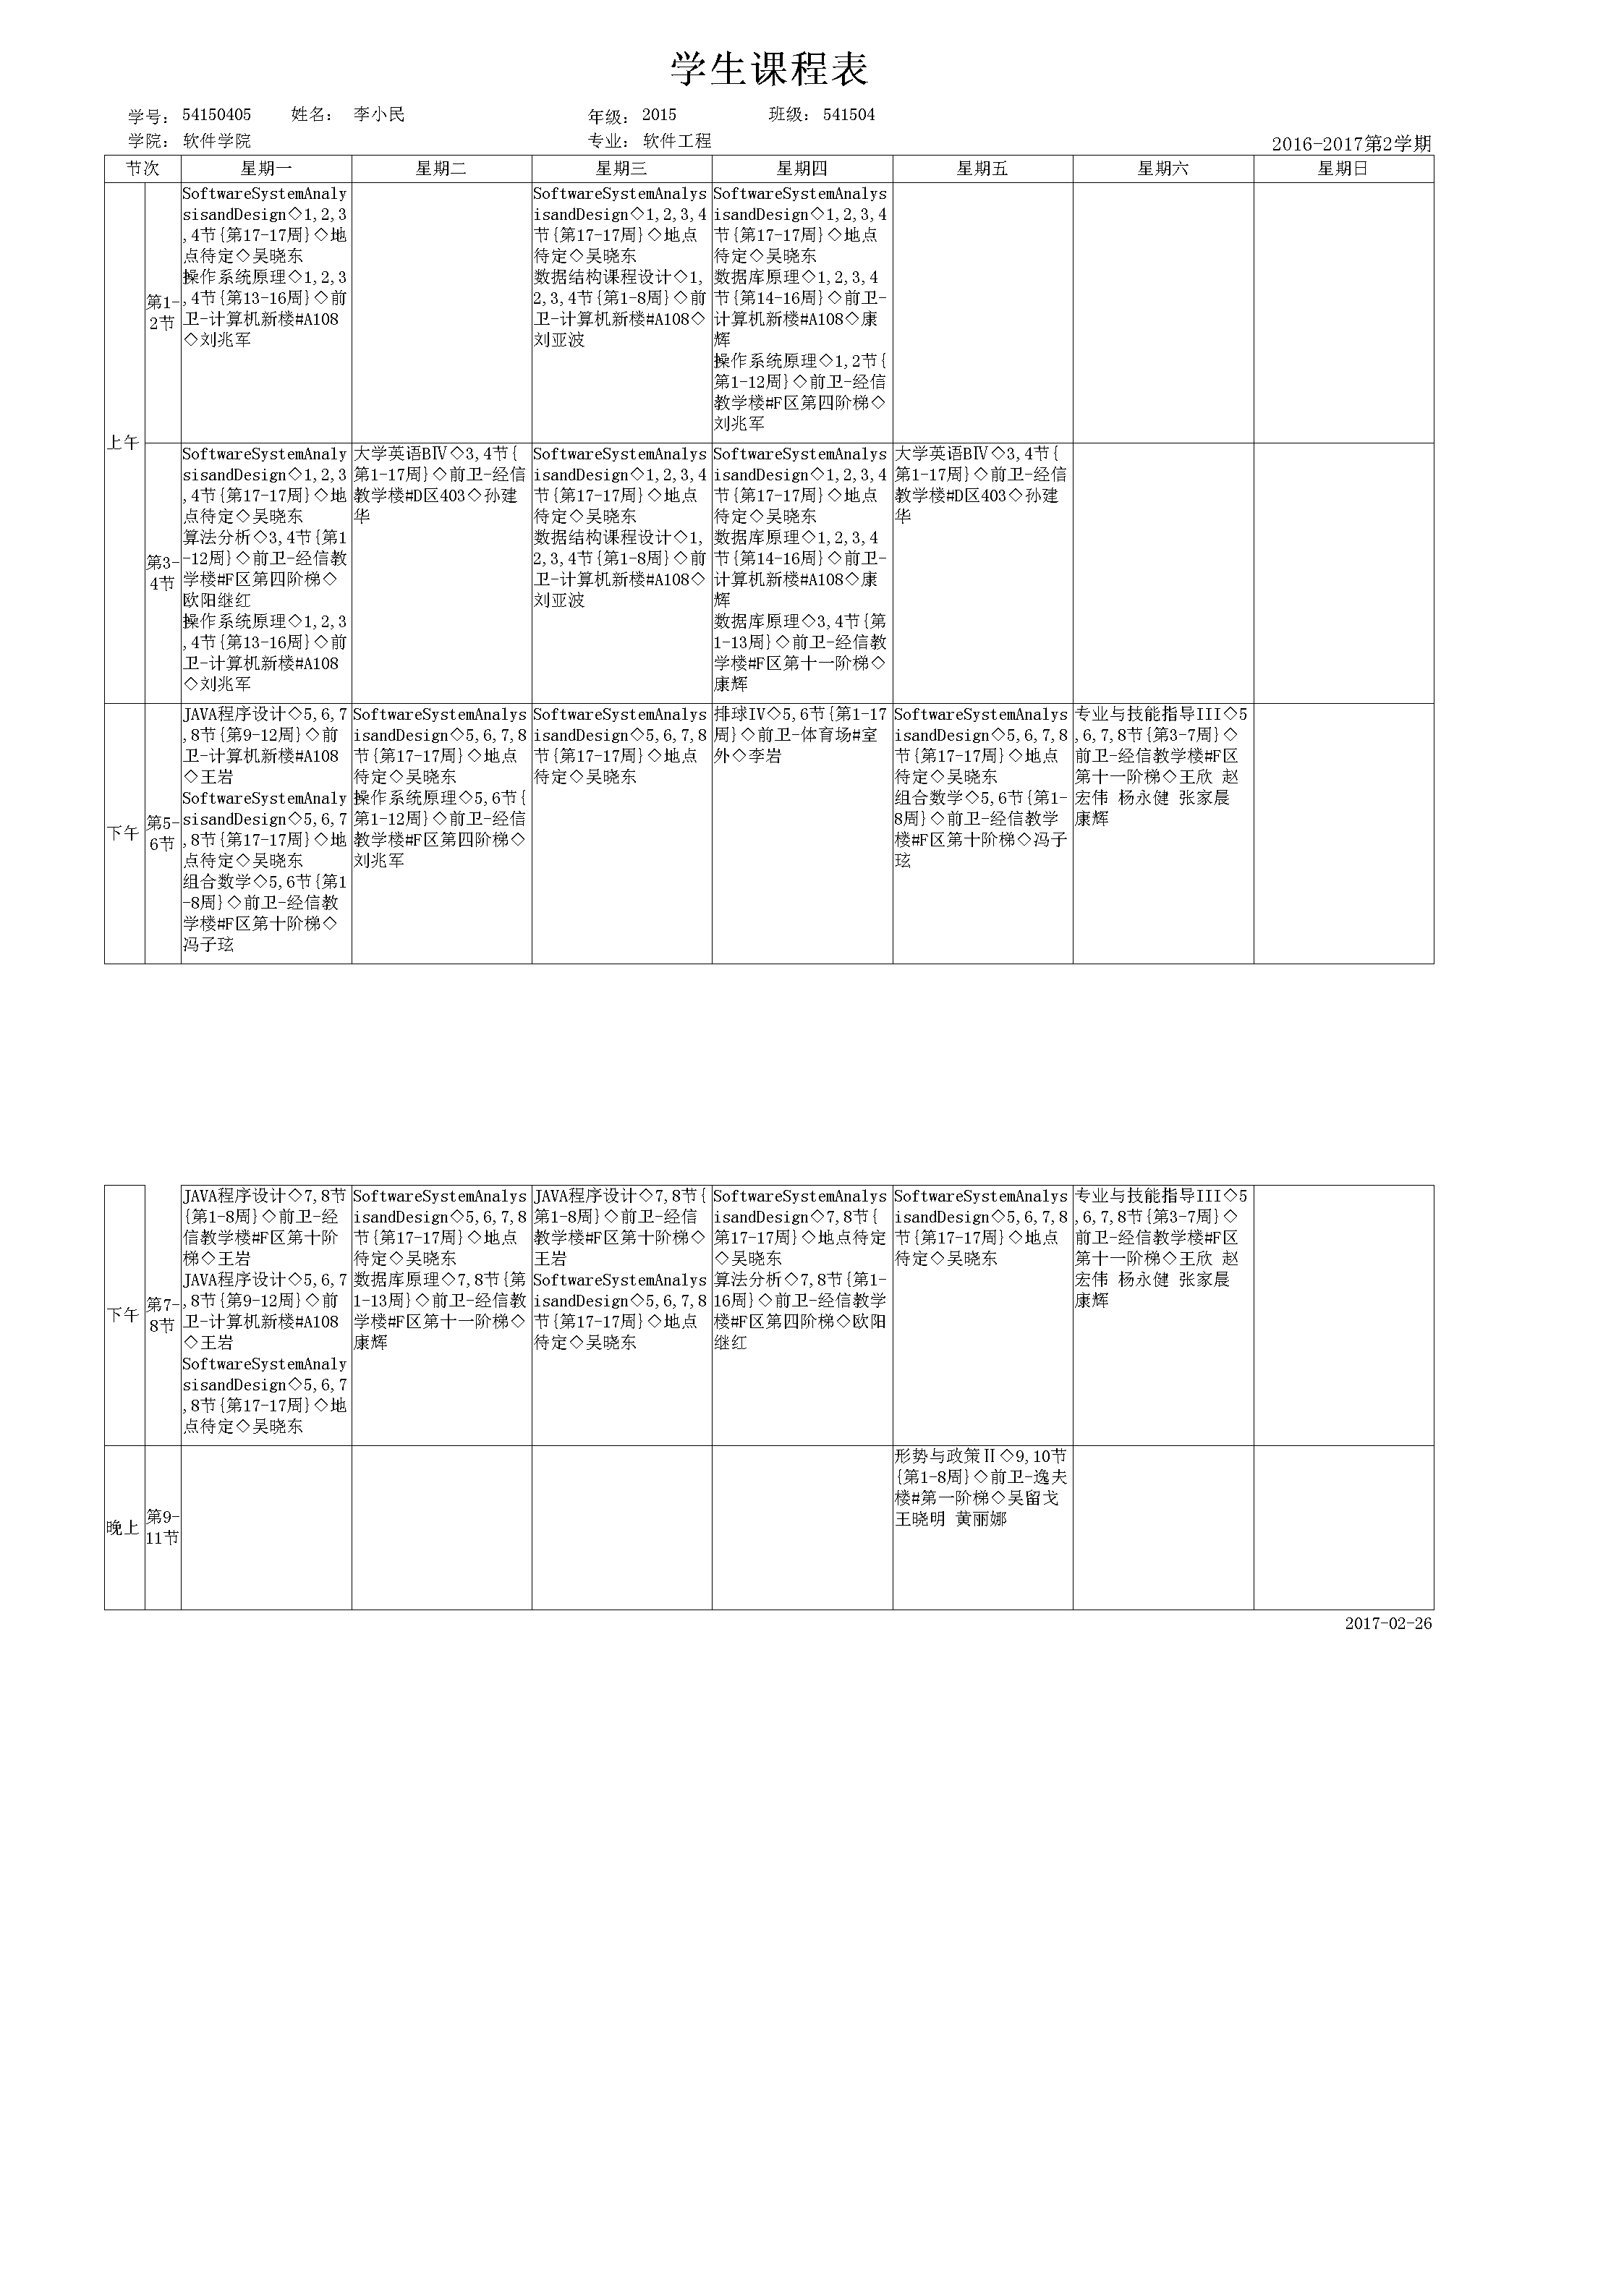 学生课程表
学号: 54150405 姓名: 李小民 年级: 2015 班级: 541504
学院: 软件学院 专业: 软件工程 2016-2017第2学期
节次 星期一 星期二 星期三 星期四 星期五 星期六 星期日
上午
第1-
2节
SoftwareSystemAnaly
sisandDesign◇1,2,3
,4节{第17-17周}◇地
点待定◇吴晓东
操作系统原理◇1,2,3
,4节{第13-16周}◇前
卫-计算机新楼#A108
◇刘兆军
SoftwareSystemAnalys
isandDesign◇1,2,3,4
节{第17-17周}◇地点
待定◇吴晓东
数据结构课程设计◇1,
2,3,4节{第1-8周}◇前
卫-计算机新楼#A108◇
刘亚波
SoftwareSystemAnalys
isandDesign◇1,2,3,4
节{第17-17周}◇地点
待定◇吴晓东
数据库原理◇1,2,3,4
节{第14-16周}◇前卫-
计算机新楼#A108◇康
辉
操作系统原理◇1,2节{
第1-12周}◇前卫-经信
教学楼#F区第四阶梯◇
刘兆军
第3-
4节
SoftwareSystemAnaly
sisandDesign◇1,2,3
,4节{第17-17周}◇地
点待定◇吴晓东
算法分析◇3,4节{第1
-12周}◇前卫-经信教
学楼#F区第四阶梯◇
欧阳继红
操作系统原理◇1,2,3
,4节{第13-16周}◇前
卫-计算机新楼#A108
◇刘兆军
大学英语BⅣ◇3,4节{
第1-17周}◇前卫-经信
教学楼#D区403◇孙建
华
SoftwareSystemAnalys
isandDesign◇1,2,3,4
节{第17-17周}◇地点
待定◇吴晓东
数据结构课程设计◇1,
2,3,4节{第1-8周}◇前
卫-计算机新楼#A108◇
刘亚波
SoftwareSystemAnalys
isandDesign◇1,2,3,4
节{第17-17周}◇地点
待定◇吴晓东
数据库原理◇1,2,3,4
节{第14-16周}◇前卫-
计算机新楼#A108◇康
辉
数据库原理◇3,4节{第
1-13周}◇前卫-经信教
学楼#F区第十一阶梯◇
康辉
大学英语BⅣ◇3,4节{
第1-17周}◇前卫-经信
教学楼#D区403◇孙建
华
下午
第5-
6节
JAVA程序设计◇5,6,7
,8节{第9-12周}◇前
卫-计算机新楼#A108
◇王岩
SoftwareSystemAnaly
sisandDesign◇5,6,7
,8节{第17-17周}◇地
点待定◇吴晓东
组合数学◇5,6节{第1
-8周}◇前卫-经信教
学楼#F区第十阶梯◇
冯子玹
SoftwareSystemAnalys
isandDesign◇5,6,7,8
节{第17-17周}◇地点
待定◇吴晓东
操作系统原理◇5,6节{
第1-12周}◇前卫-经信
教学楼#F区第四阶梯◇
刘兆军
SoftwareSystemAnalys
isandDesign◇5,6,7,8
节{第17-17周}◇地点
待定◇吴晓东
排球IV◇5,6节{第1-17
周}◇前卫-体育场#室
外◇李岩
SoftwareSystemAnalys
isandDesign◇5,6,7,8
节{第17-17周}◇地点
待定◇吴晓东
组合数学◇5,6节{第1-
8周}◇前卫-经信教学
楼#F区第十阶梯◇冯子
玹
专业与技能指导III◇5
,6,7,8节{第3-7周}◇
前卫-经信教学楼#F区
第十一阶梯◇王欣 赵
宏伟 杨永健 张家晨
康辉
下午
第7-
8节
JAVA程序设计◇7,8节
{第1-8周}◇前卫-经
信教学楼#F区第十阶
梯◇王岩
JAVA程序设计◇5,6,7
,8节{第9-12周}◇前
卫-计算机新楼#A108
◇王岩
SoftwareSystemAnaly
sisandDesign◇5,6,7
,8节{第17-17周}◇地
点待定◇吴晓东
SoftwareSystemAnalys
isandDesign◇5,6,7,8
节{第17-17周}◇地点
待定◇吴晓东
数据库原理◇7,8节{第
1-13周}◇前卫-经信教
学楼#F区第十一阶梯◇
康辉
JAVA程序设计◇7,8节{
第1-8周}◇前卫-经信
教学楼#F区第十阶梯◇
王岩
SoftwareSystemAnalys
isandDesign◇5,6,7,8
节{第17-17周}◇地点
待定◇吴晓东
SoftwareSystemAnalys
isandDesign◇7,8节{
第17-17周}◇地点待定
◇吴晓东
算法分析◇7,8节{第1-
16周}◇前卫-经信教学
楼#F区第四阶梯◇欧阳
继红
SoftwareSystemAnalys
isandDesign◇5,6,7,8
节{第17-17周}◇地点
待定◇吴晓东
专业与技能指导III◇5
,6,7,8节{第3-7周}◇
前卫-经信教学楼#F区
第十一阶梯◇王欣 赵
宏伟 杨永健 张家晨
康辉
晚上
第9-
11节
形势与政策Ⅱ◇9,10节
{第1-8周}◇前卫-逸夫
楼#第一阶梯◇吴留戈
王晓明 黄丽娜
2017-02-26